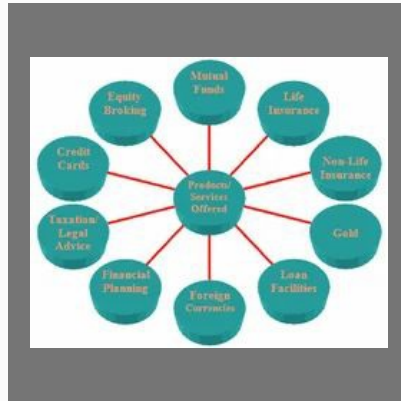 Mutual
Funds
Life
Insurance
Non-Life
Insurance
Gold
Loan
Facilities
Foreign
Currencies
Financial
Planning
Taxation/
Legal
Advice
Credit
Cards
Equity
Broking
Products/
Services
Offered